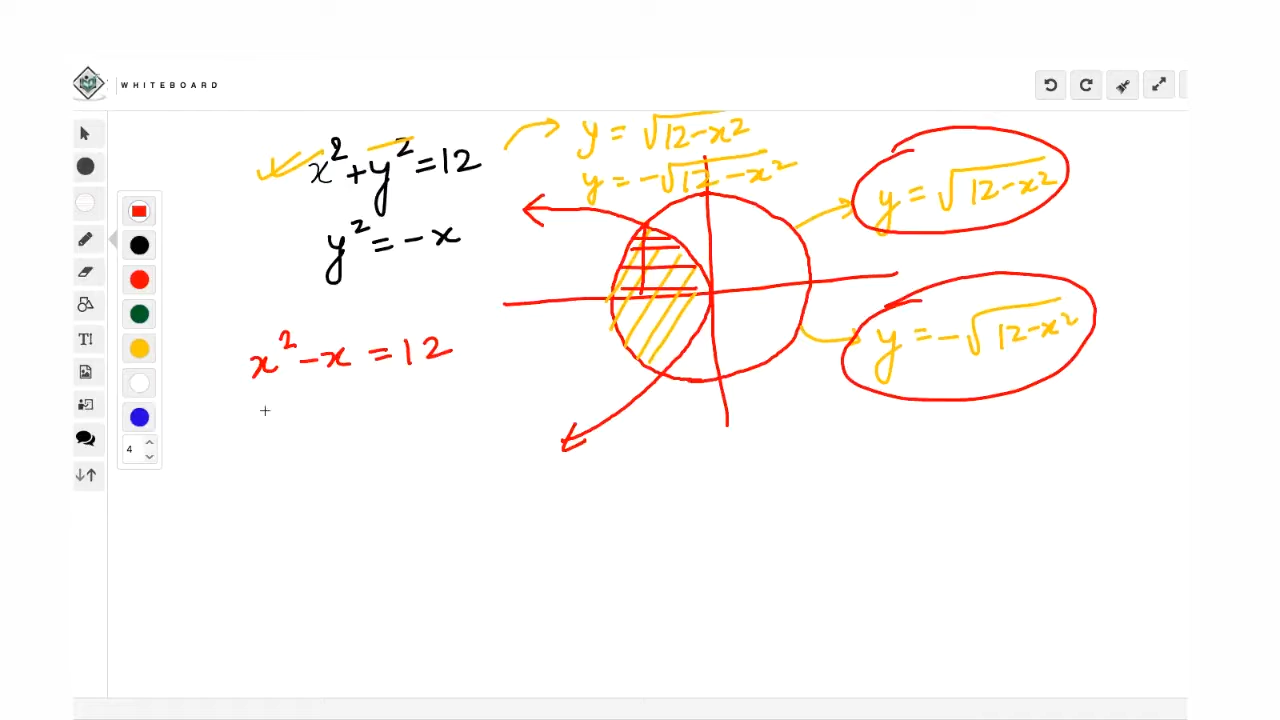 WHITEBOARD
x² + y² = 12
y = √12-x²
y = -√12-x²
y = √12-x²
y² = -x
y = -√12-x²
x² - x = 12
T!
4